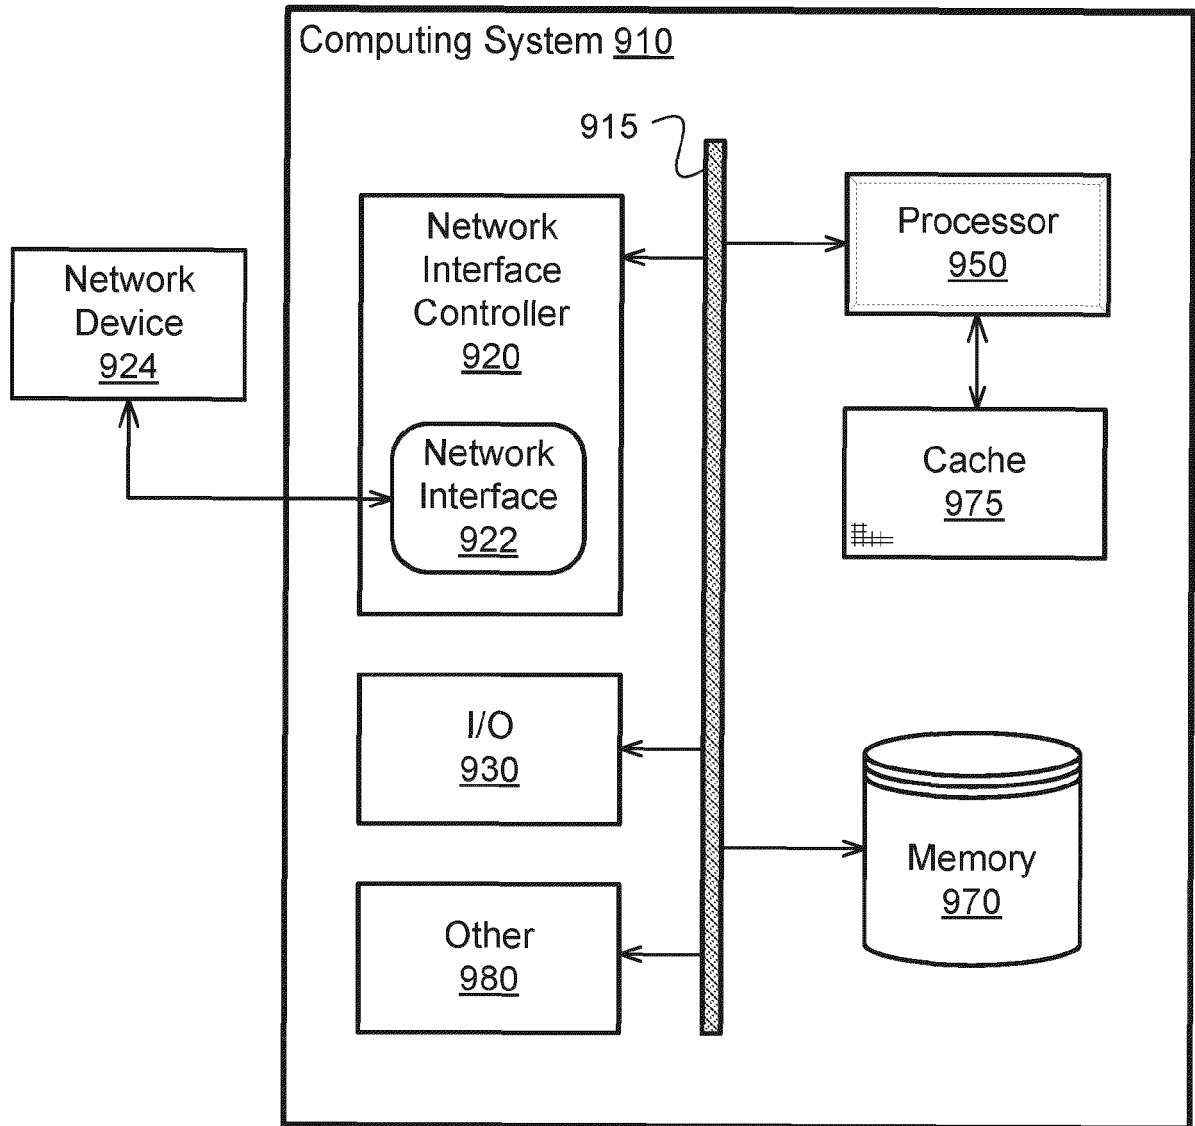 Computing System 910
915
Network
Interface
Controller
920
Processor
950
Network
Device
924
Network
Interface
922
Cache
975
I/O
930
Memory
970
Other
980